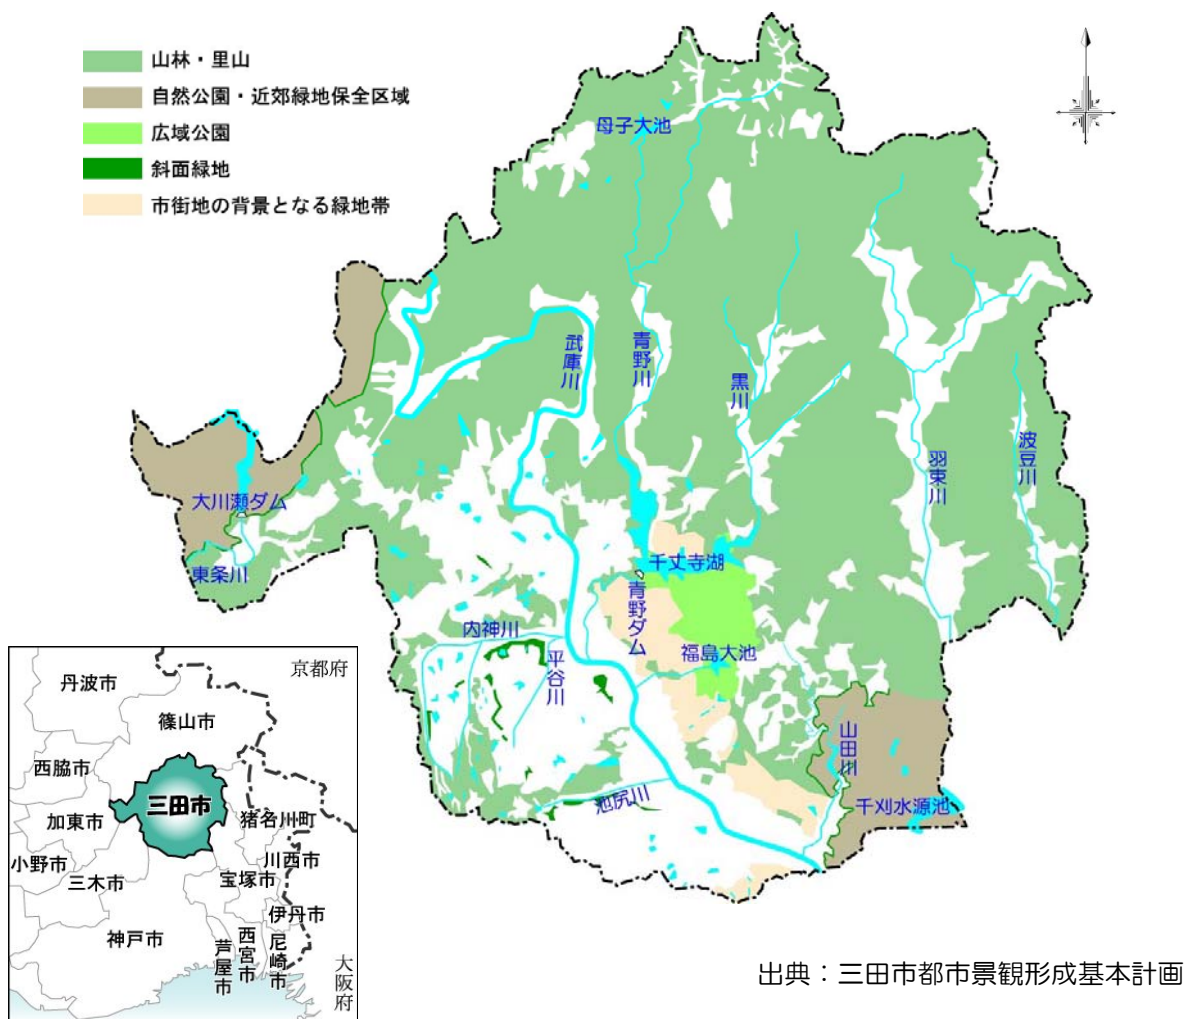 山林・里山
自然公園・近郊緑地保全区域
広域公園
斜面緑地
市街地の背景となる緑地帯
母子大池
武庫川
青野川
黒川
羽束川
波豆川
大川瀬ダム
東条川
千丈寺湖
青野ダム
内神川
平谷川
福島大池
山田川
池尻川
千刈水源池
京都府
丹波市
篠山市
西脇市
三田市
加東市
猪名川町
小野市
川西市
三木市
宝塚市
伊丹市
神戸市
芦屋市
西宮市
尼崎市
大阪府
出典：三田市都市景観形成基本計画